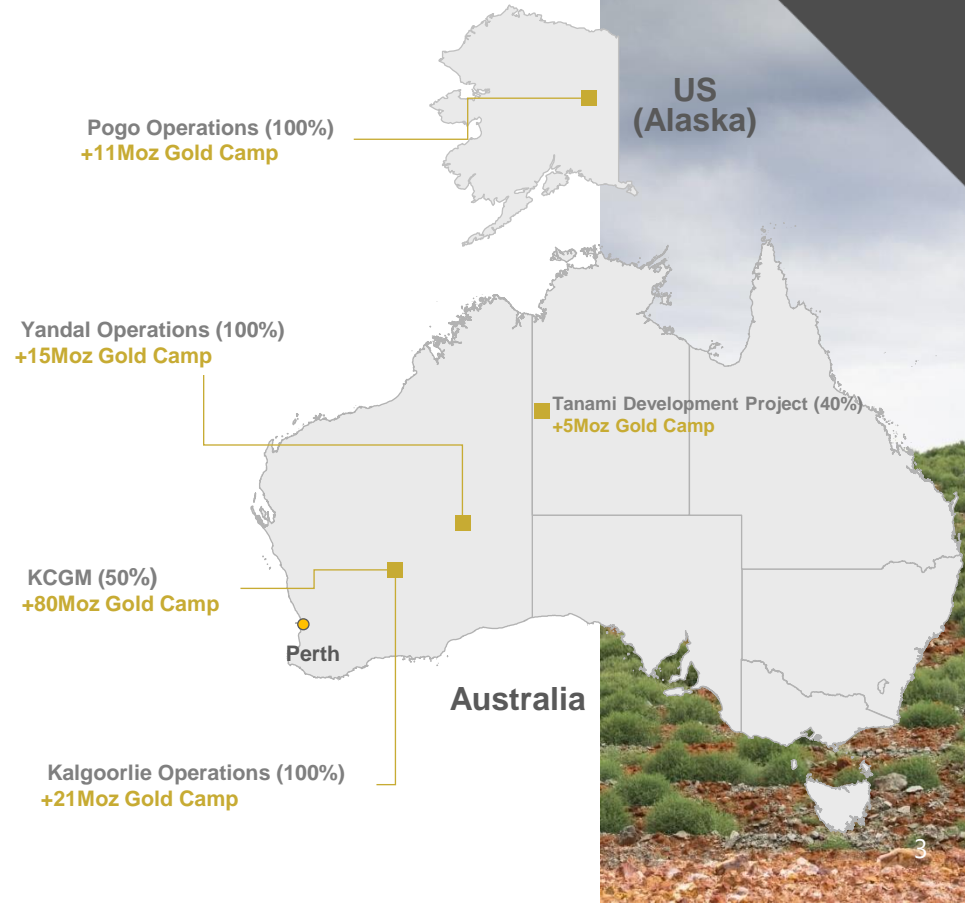 US
(Alaska)
Pogo Operations (100%)
+11Moz Gold Camp
Yandal Operations (100%)
+15Moz Gold Camp
Tanami Development Project (40%)
+5Moz Gold Camp
KCGM (50%)
+80Moz Gold Camp
Perth
Australia
Kalgoorlie Operations (100%)
+21Moz Gold Camp
3